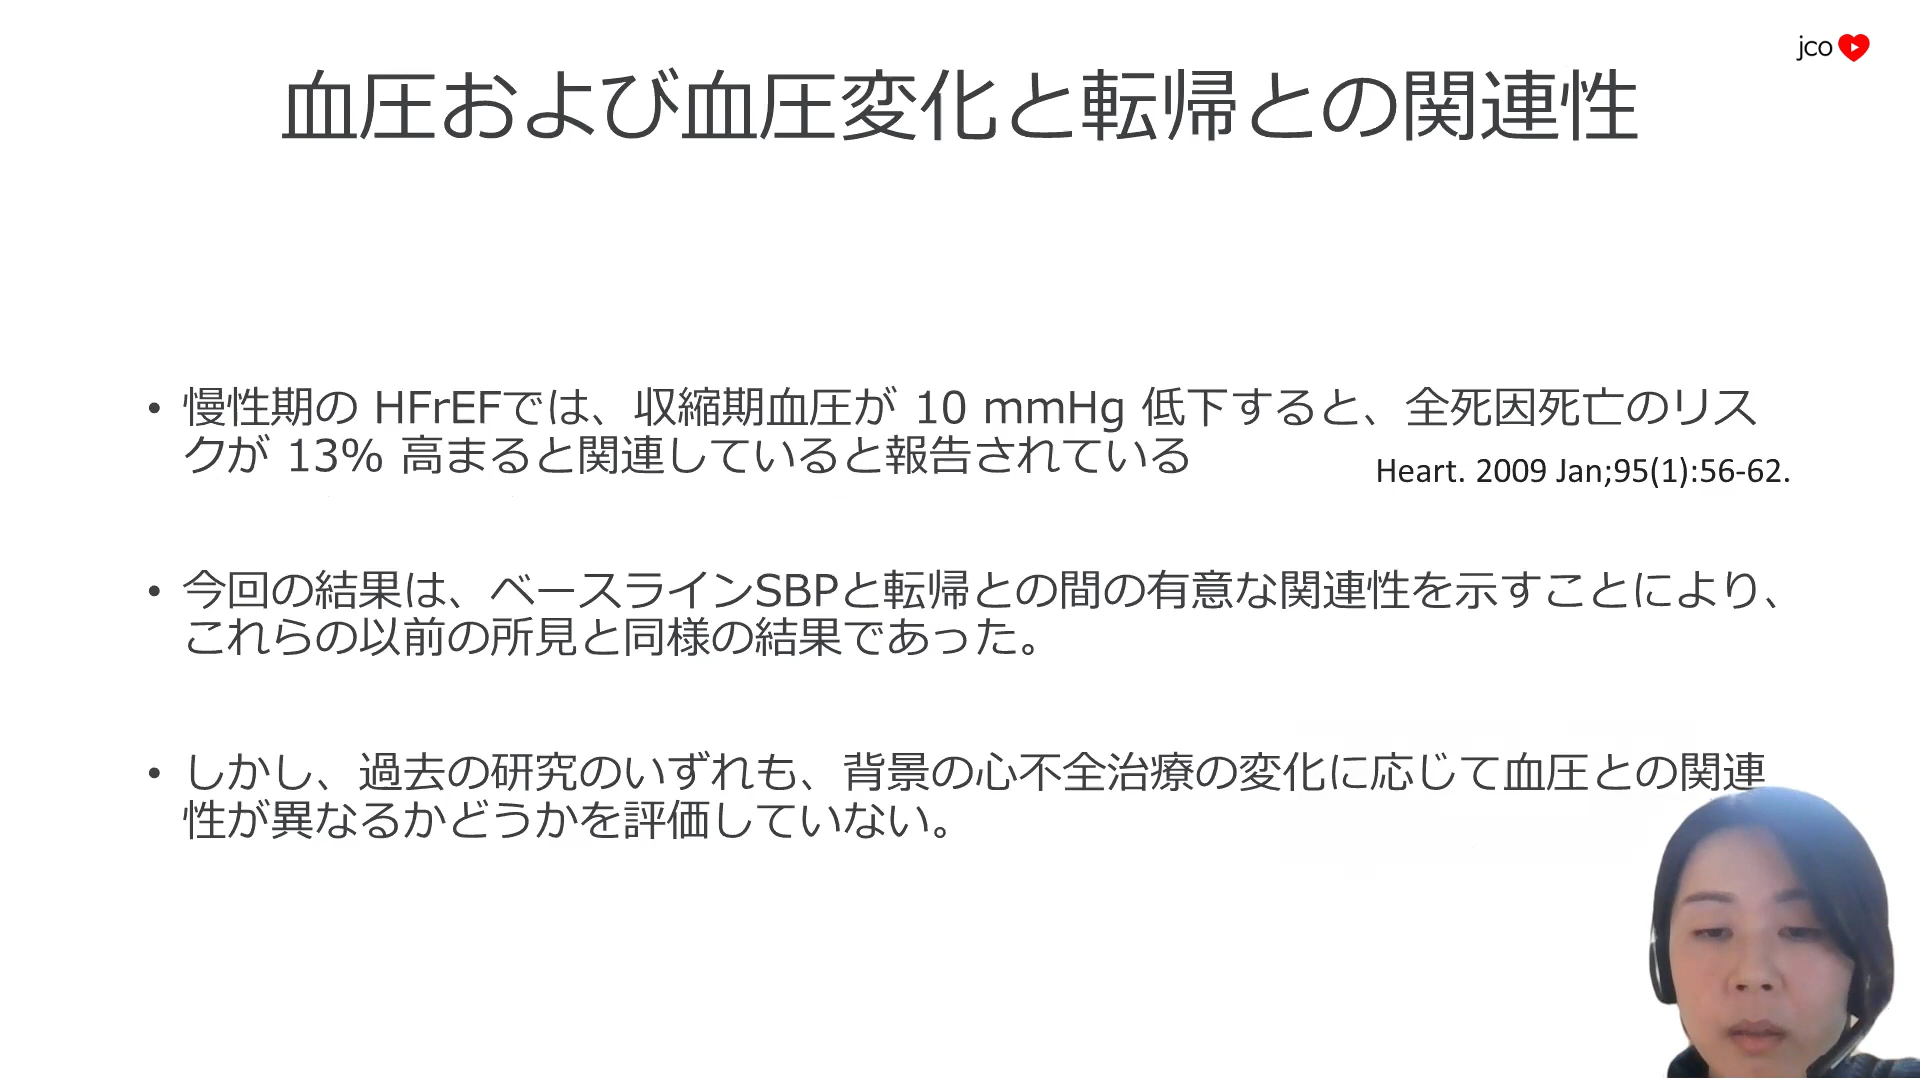 jco
血圧および血圧変化と転帰との関連性
• 慢性期の HFrEFでは、収縮期血圧が 10 mmHg 低下すると、全死因死亡のリス
クが 13% 高まると関連していると報告されている
Heart. 2009 Jan;95(1):56-62.
• 今回の結果は、ベースラインSBPと転帰との間の有意な関連性を示すことにより、
これらの以前の所見と同様の結果であった。
• しかし、過去の研究のいずれも、背景の心不全治療の変化に応じて血圧との関連
性が異なるかどうかを評価していない。